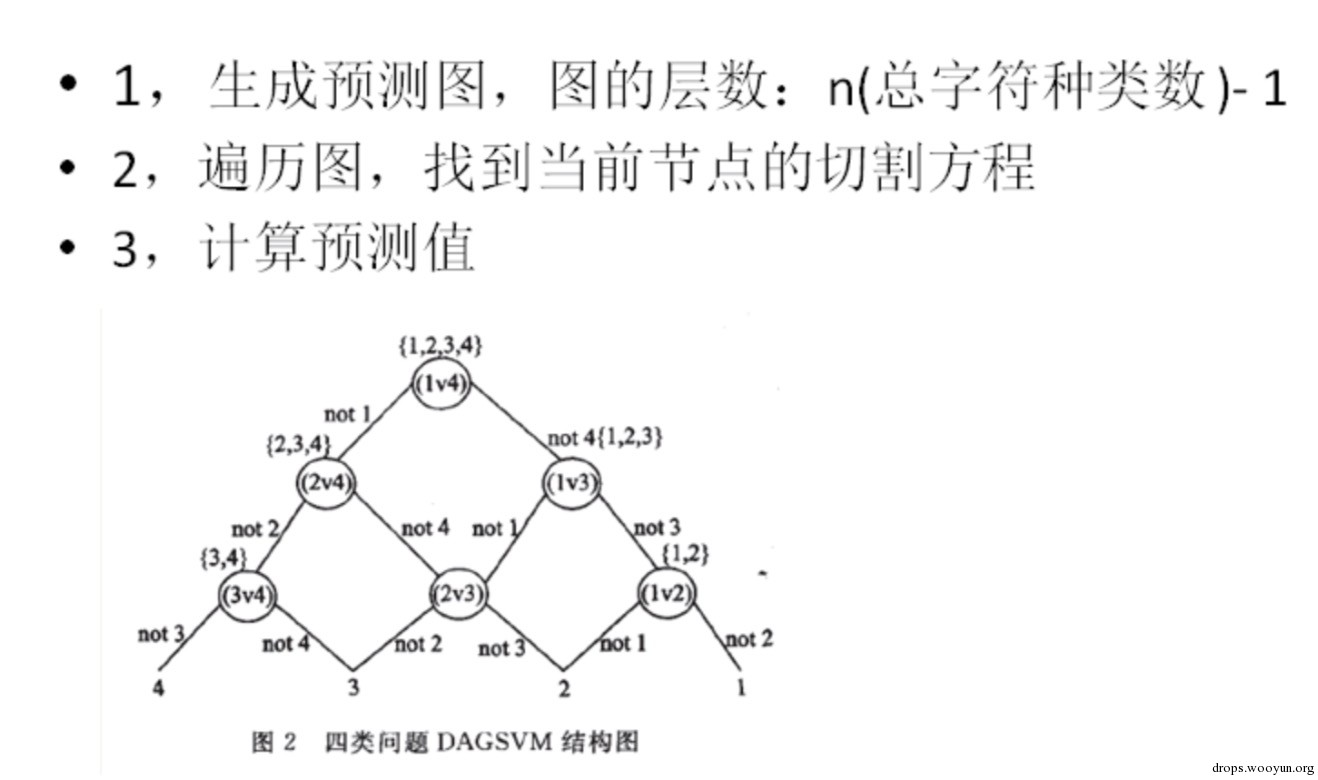 • 1，生成预测图，图的层数：n(总字符种类数)- 1
• 2，遍历图，找到当前节点的切割方程
• 3，计算预测值
{1,2,3,4}
(1v4)
not 1
not 4{1,2,3}
{2,3,4}
(2v4)
(1v3)
not 2
not 4
not 1
not 3
{3,4}
{1,2}
(3v4)
(2v3)
(1v2)
not 3
not 4
not 2
not 3
not 1
not 2
4
3
2
1
图 2 四类问题 DAGSVM 结构图
drops.wooyun.org